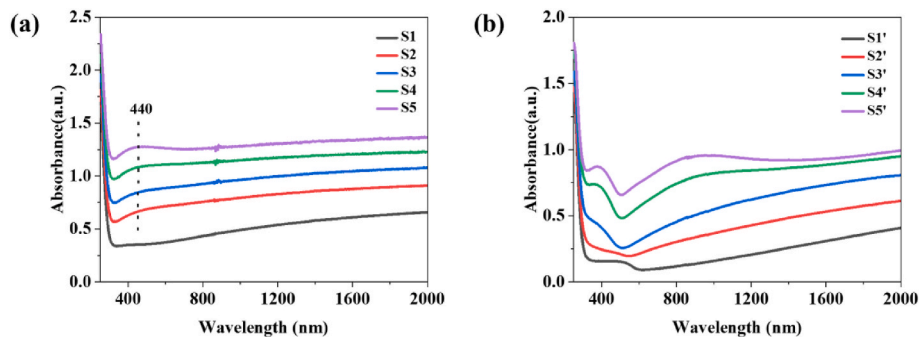 (a)
2.5
2.0
1.5
1.0
0.5
0.0
Absorbance(a.u.)
440
S1
S2
S3
S4
S5
400 800 1200 1600 2000
Wavelength (nm)
(b)
2.0
1.5
1.0
0.5
0.0
Absorbance(a.u.)
S1'
S2'
S3'
S4'
S5'
400 800 1200 1600 2000
Wavelength (nm)